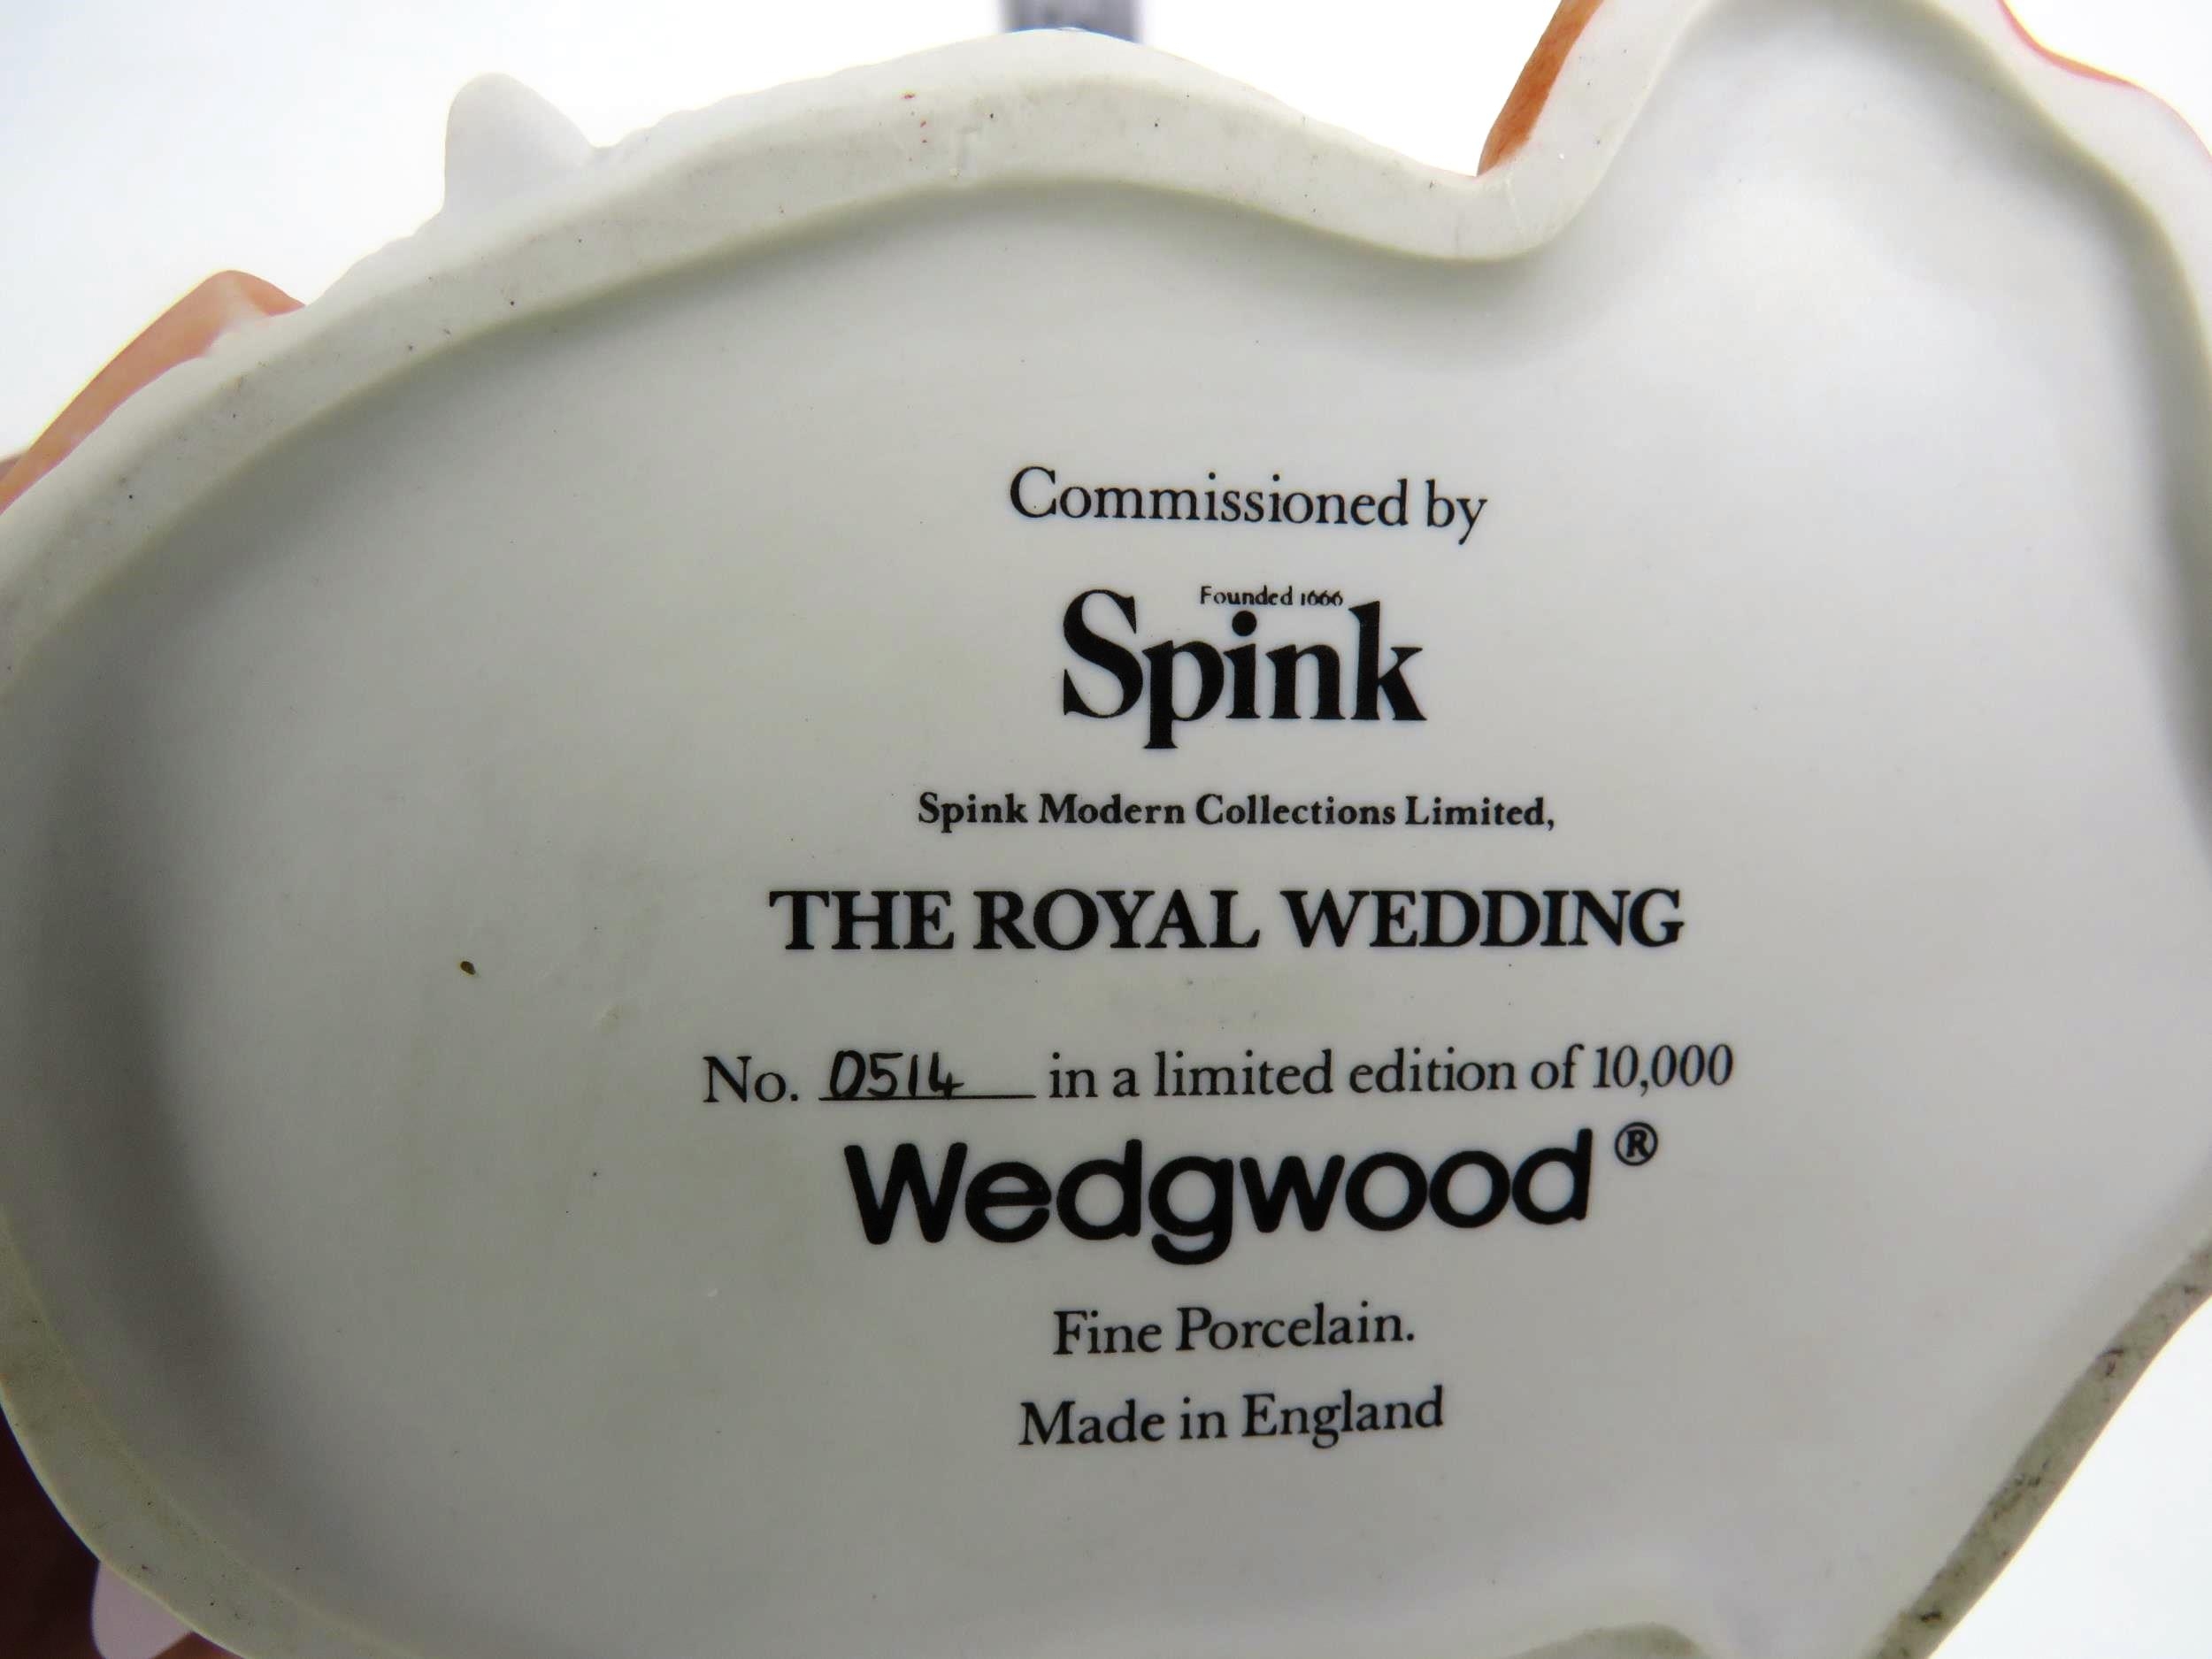 Commissioned by
Founded 1666
Spink
Spink Modern Collections Limited,
THE ROYAL WEDDING
No. 0514 in a limited edition of 10,000
Wedgwood®
Fine Porcelain.
Made in England